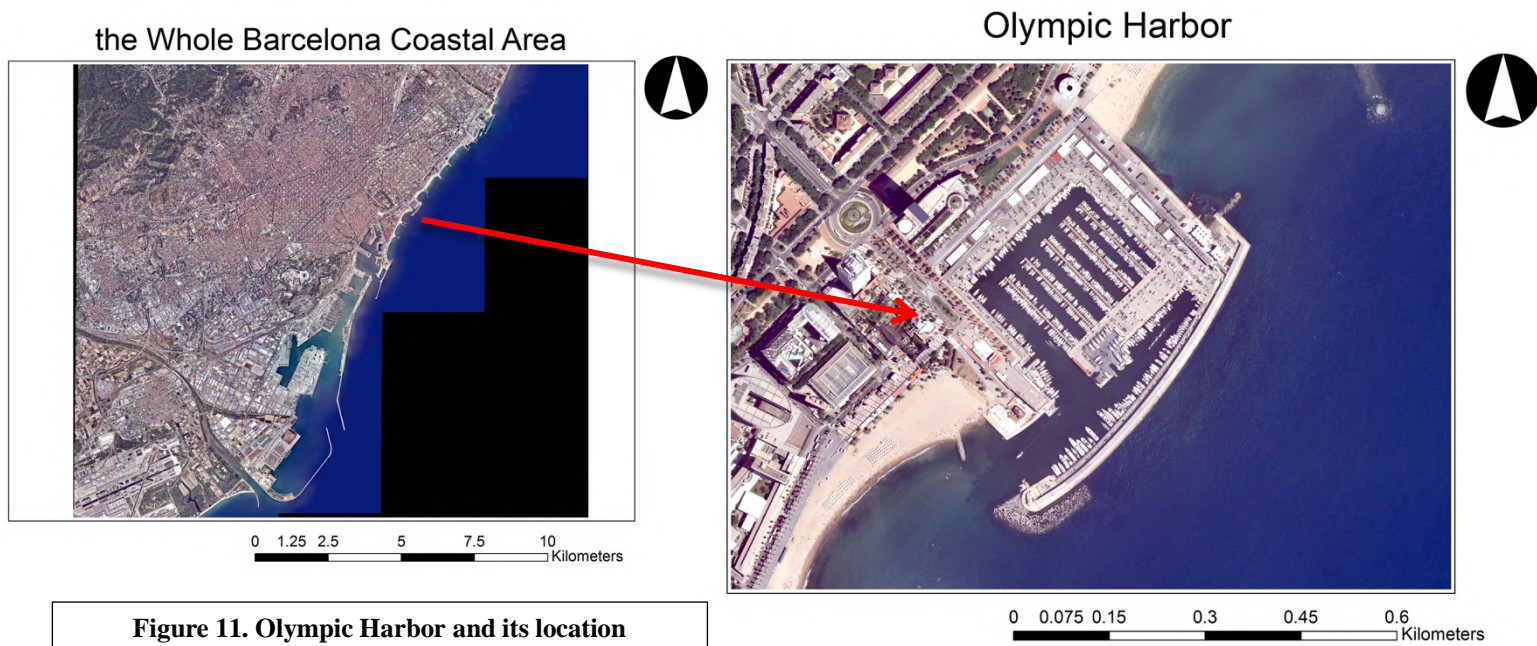 the Whole Barcelona Coastal Area
Olympic Harbor
0 1.25 2.5 5 7.5 10
Kilometers
0 0.075 0.15 0.3 0.45 0.6
Kilometers
Figure 11. Olympic Harbor and its location